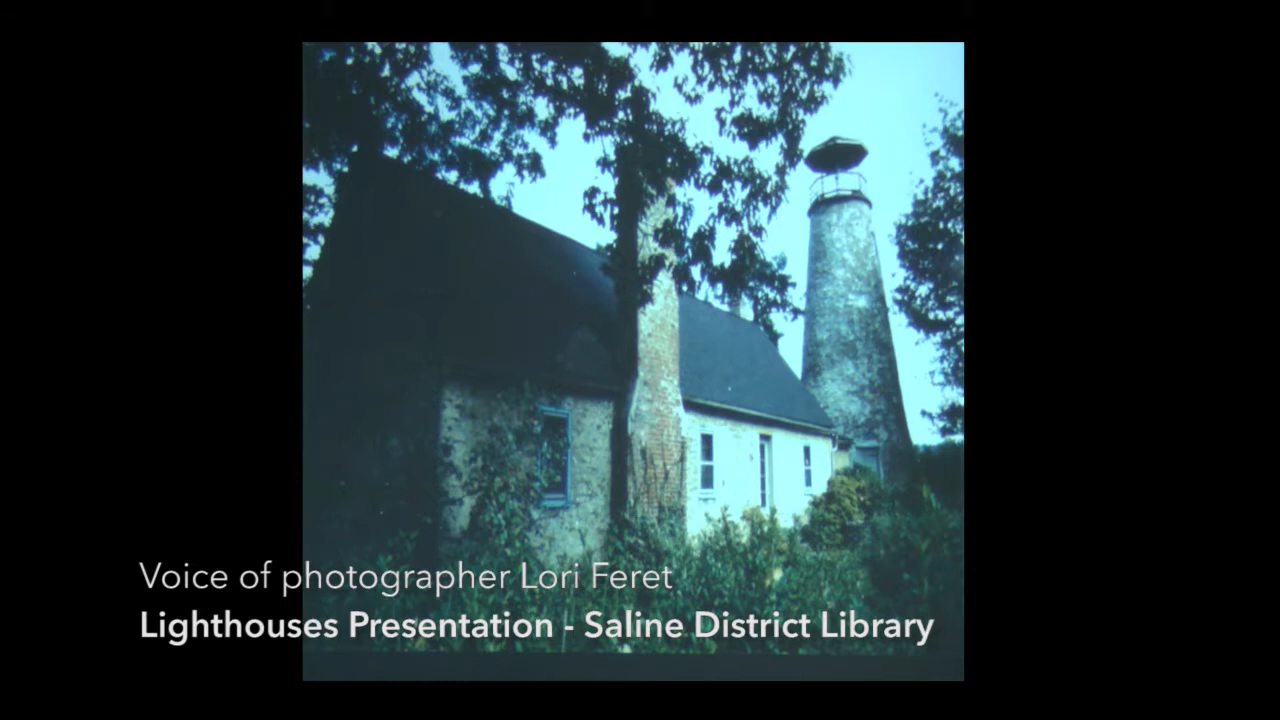 Voice of photographer Lori Feret
Lighthouses Presentation - Saline District Library